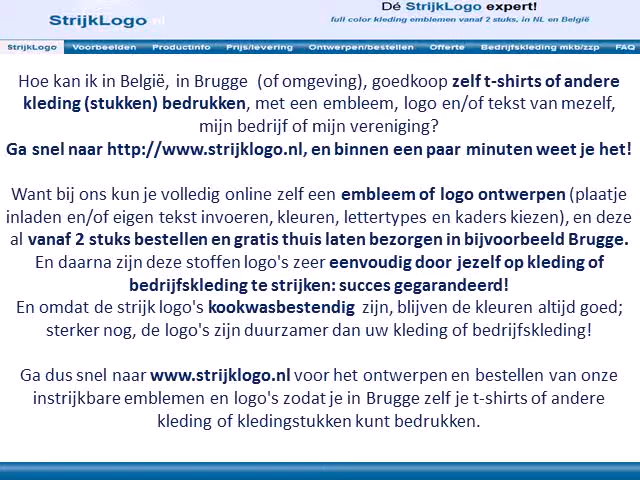 StrijkLogo.nl
Dé StrijkLogo expert!
full color kleding emblemen vanaf 2 stuks, in NL en België
StrijkLogo Voorbeelden Productinfo Prijs/levering Ontwerpen/bestellen Offerte Bedrijfskleding mkb/zzp FAQ
Hoe kan ik in België, in Brugge (of omgeving), goedkoop zelf t-shirts of andere
kleding (stukken) bedrukken, met een embleem, logo en/of tekst van mezelf,
mijn bedrijf of mijn vereniging?
Ga snel naar http://www.strijklogo.nl, en binnen een paar minuten weet je het!
Want bij ons kun je volledig online zelf een embleem of logo ontwerpen (plaatje
inladen en/of eigen tekst invoeren, kleuren, lettertypes en kaders kiezen), en deze
al vanaf 2 stuks bestellen en gratis thuis laten bezorgen in bijvoorbeeld Brugge.
En daarna zijn deze stoffen logo's zeer eenvoudig door jezelf op kleding of
bedrijfskleding te strijken: succes gegarandeerd!
En omdat de strijk logo's kookwasbestendig zijn, blijven de kleuren altijd goed;
sterker nog, de logo's zijn duurzamer dan uw kleding of bedrijfskleding!
Ga dus snel naar www.strijklogo.nl voor het ontwerpen en bestellen van onze
instrijkbare emblemen en logo's zodat je in Brugge zelf je t-shirts of andere
kleding of kledingstukken kunt bedrukken.